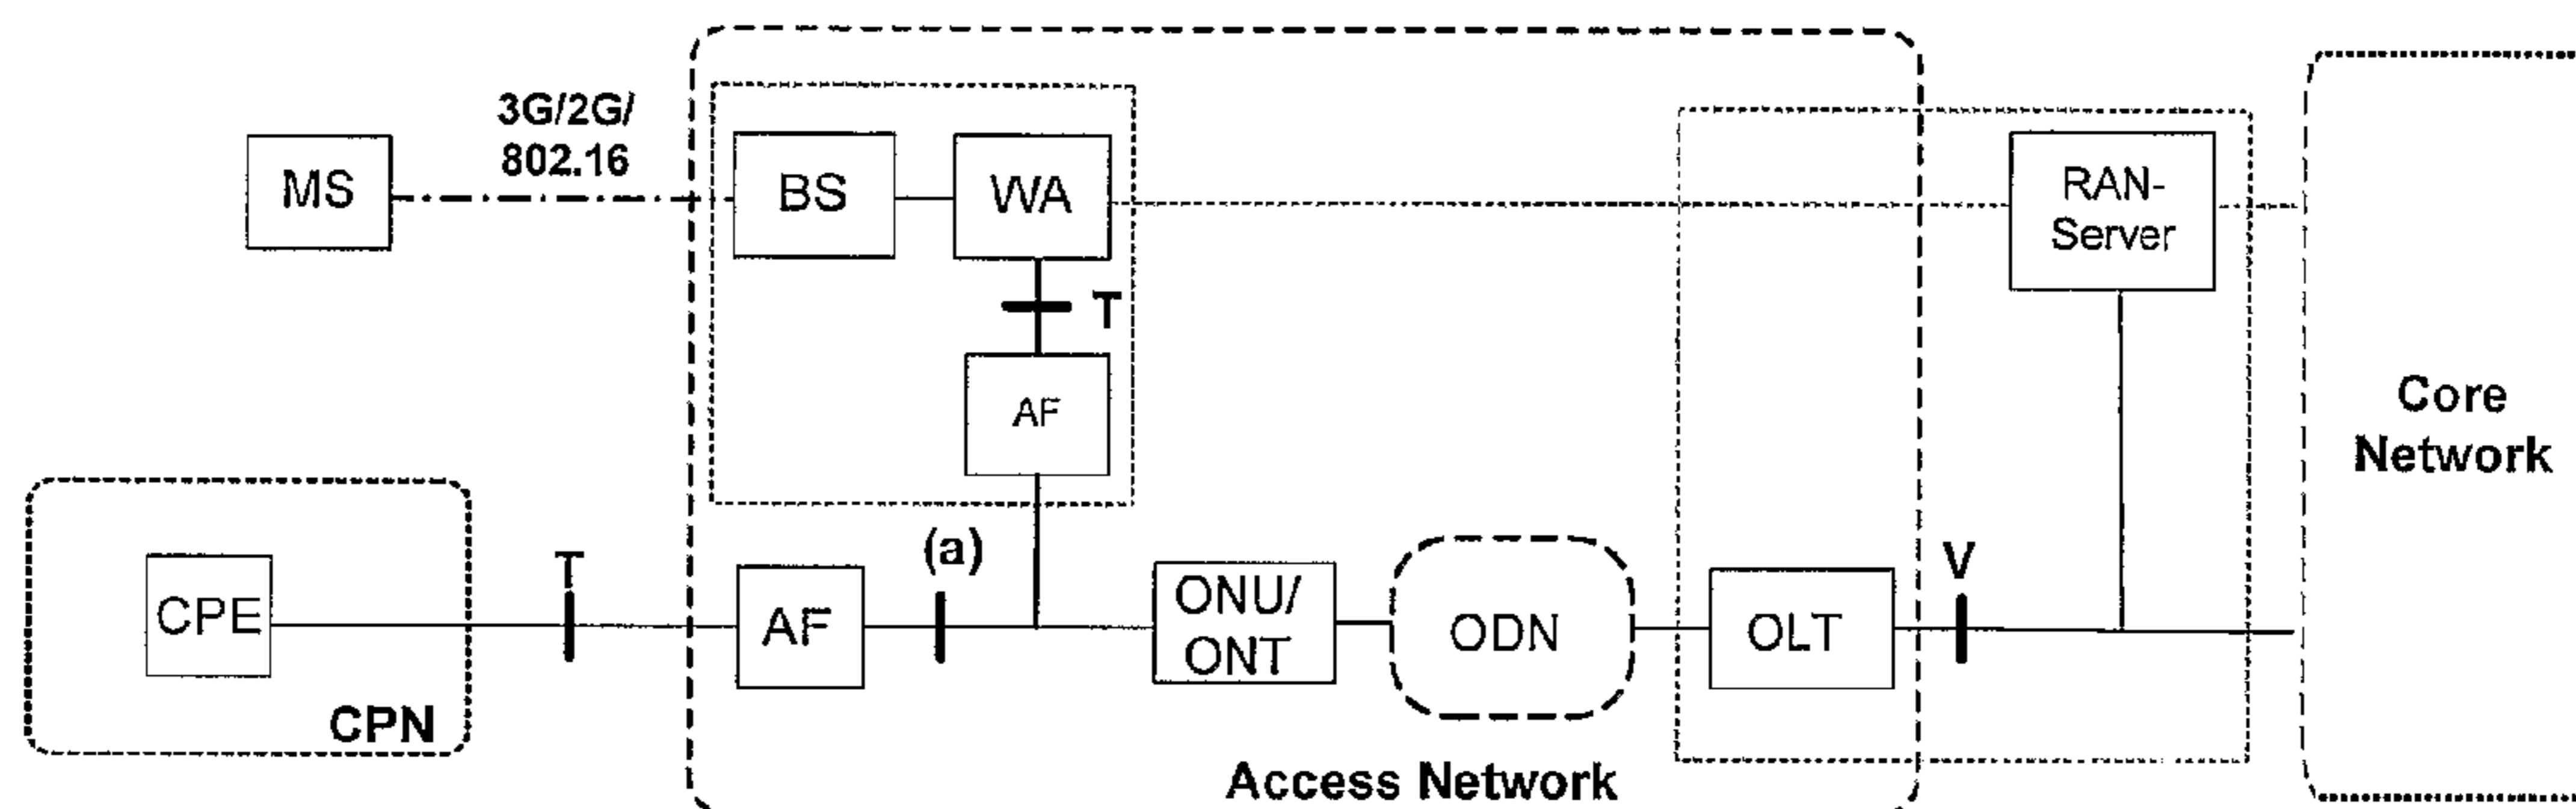 3G/2G/
802.16
MS
BS
WA
RAN-
Server
T
AF
Core
Network
(a)
T
V
CPE
AF
ONU/
ONT
ODN
OLT
CPN
Access Network